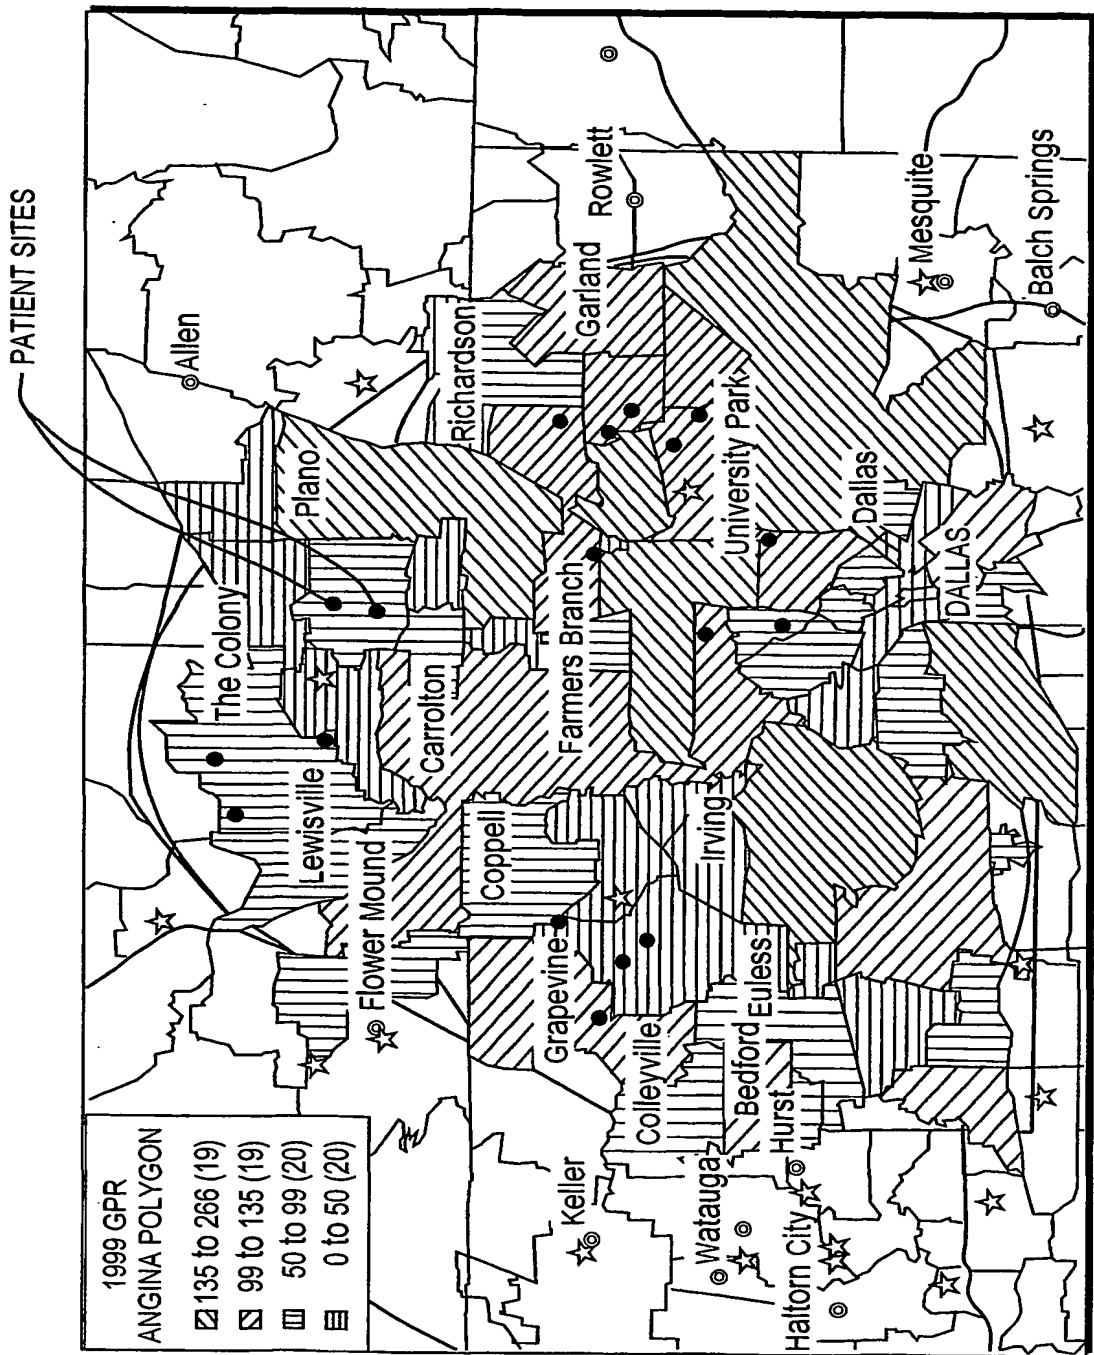 PATIENT SITES
1999 GPR
ANGINA POLYGON
135 to 266 (19)
99 to 135 (19)
50 to 99 (20)
0 to 50 (20)
Allen
Plano
The Colony
Lewisville
Flower Mound
Richardson
Carrolton
Coppell
Rowlett
Garland
Farmers Branch
Grapevine
Keller
Colleyville
Irving
University Park
Bedford
Euless
Hurst
Watauga
Haltorn City
Dallas
DALLAS
Mesquite
Balch Springs